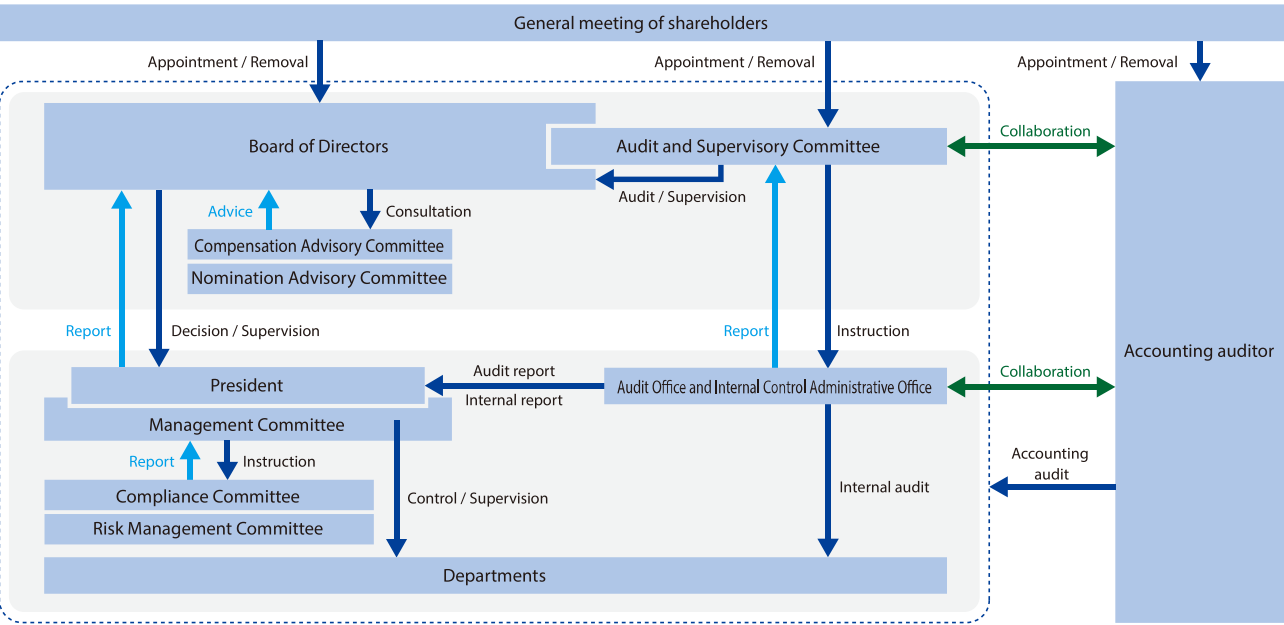 General meeting of shareholders
Appointment / Removal
Appointment / Removal
Appointment / Removal
Board of Directors
Audit and Supervisory Committee
Collaboration
Audit / Supervision
Advice
Consultation
Compensation Advisory Committee
Nomination Advisory Committee
Report
Decision / Supervision
Report
Instruction
Accounting auditor
President
Audit report
Internal report
Audit Office and Internal Control Administrative Office
Collaboration
Management Committee
Report
Instruction
Accounting
audit
Compliance Committee
Control / Supervision
Internal audit
Risk Management Committee
Departments